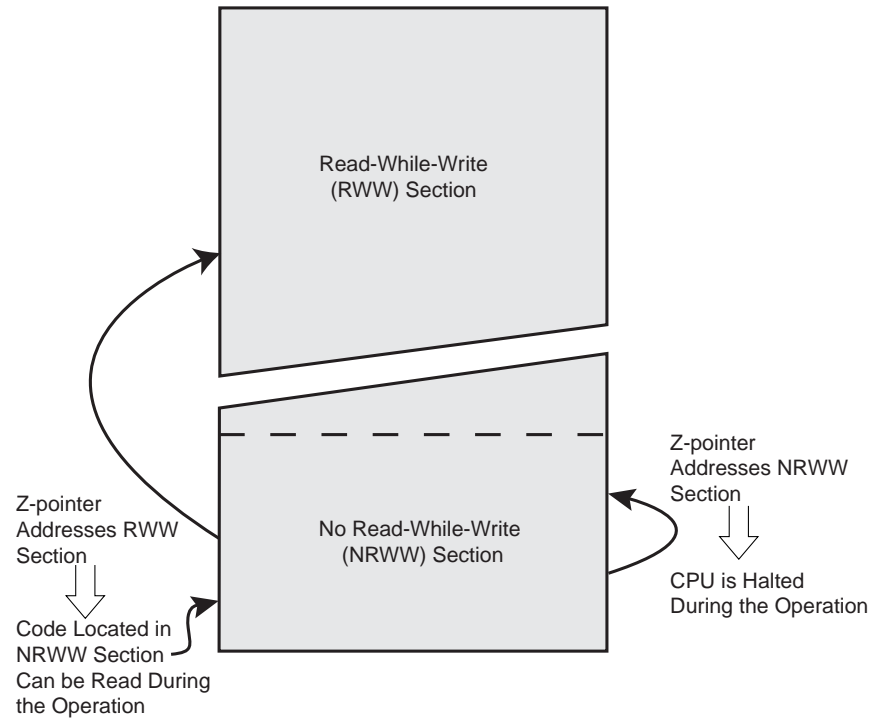 Read-While-Write
(RWW) Section
Z-pointer
Addresses NRWW
Section
CPU is Halted
During the Operation
Z-pointer
Addresses RWW
Section
No Read-While-Write
(NRWW) Section
Code Located in
NRWW Section
Can be Read During
the Operation